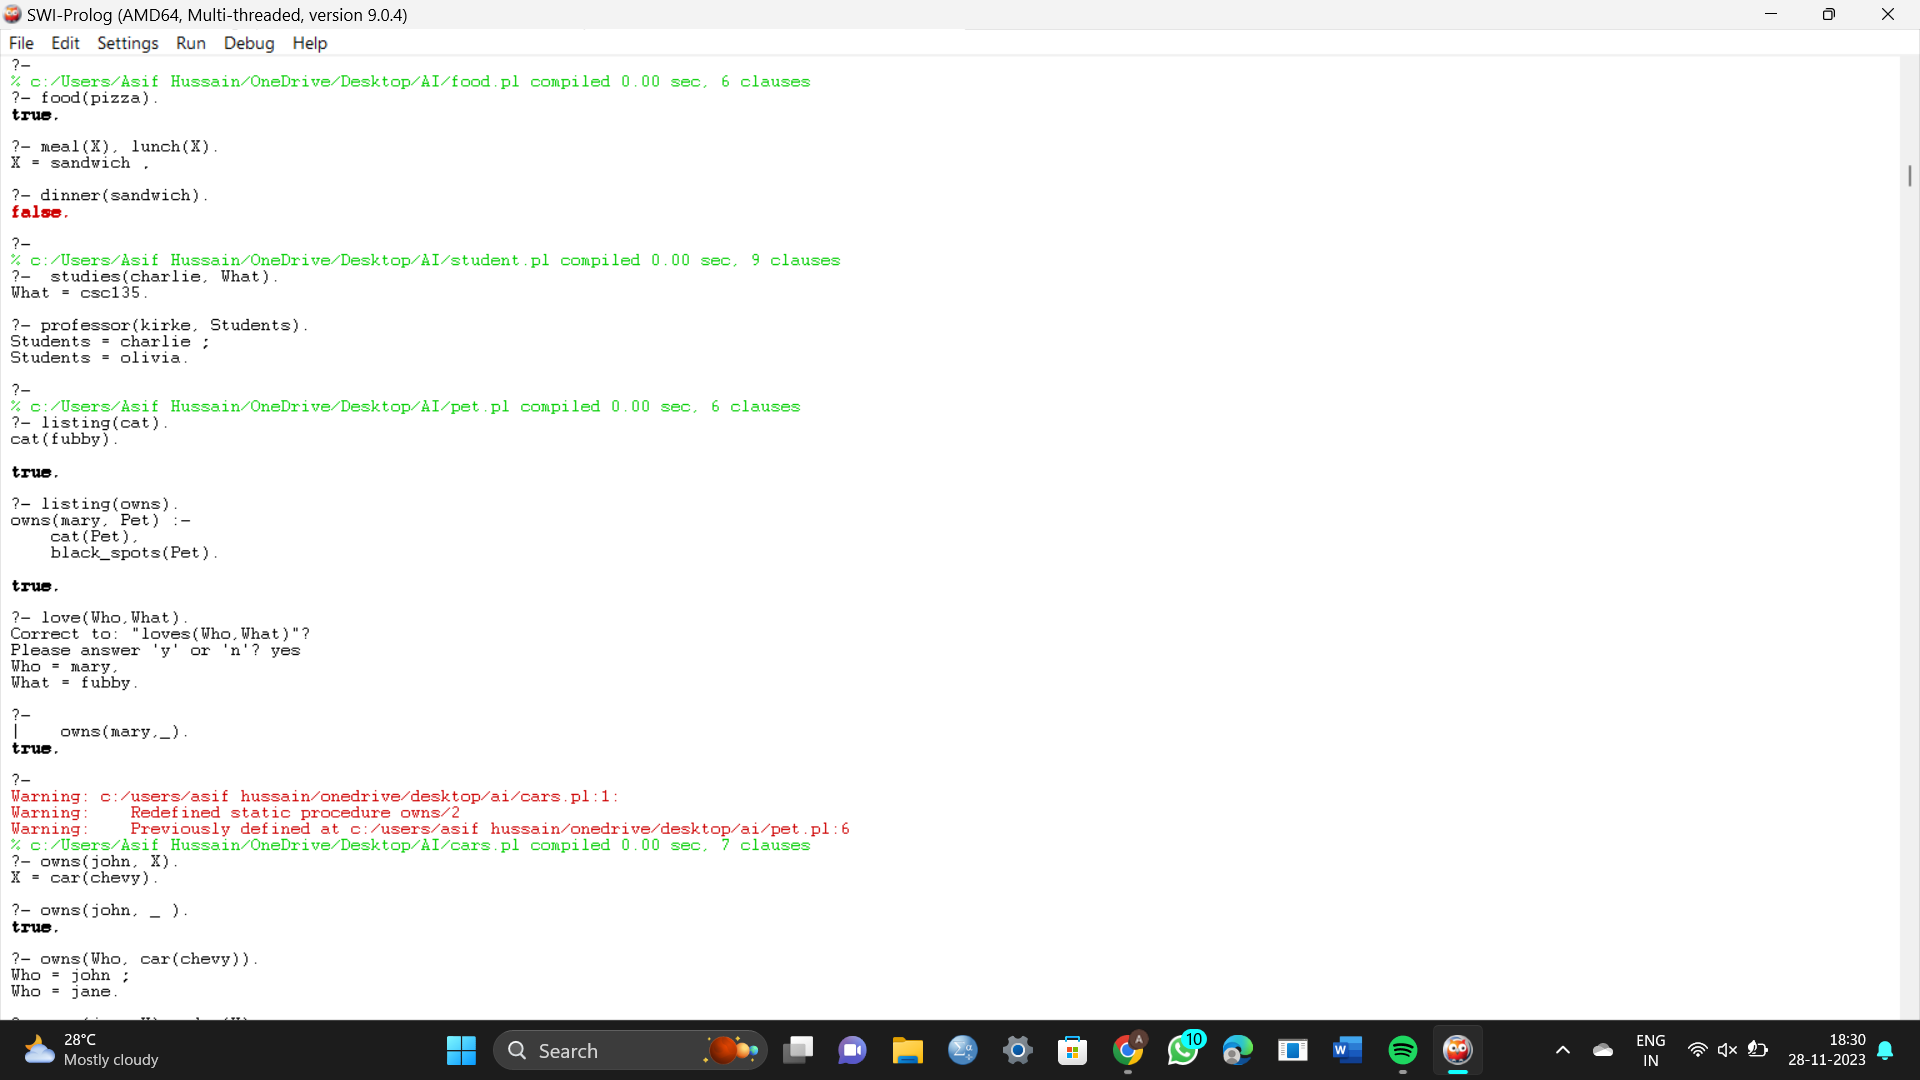 SWI-Prolog (AMD64, Multi-threaded, version 9.0.4)
File Edit Settings Run Debug Help
?-
% c:/Users/Asif Hussain/OneDrive/Desktop/AI/food.pl compiled 0.00 sec, 6 clauses
?- food(pizza).
true.
?- meal(X), lunch(X).
X = sandwich .
?- dinner(sandwich).
false.
?-
% c:/Users/Asif Hussain/OneDrive/Desktop/AI/student.pl compiled 0.00 sec, 9 clauses
?-  studies(charlie, What).
What = csc135.
?- professor(kirke, Students).
Students = charlie ;
Students = olivia.
?-
% c:/Users/Asif Hussain/OneDrive/Desktop/AI/pet.pl compiled 0.00 sec, 6 clauses
?- listing(cat).
cat(fubby).
true.
?- listing(owns).
owns(mary, Pet) :-
    cat(Pet),
    black_spots(Pet).
true.
?- love(Who,What).
Correct to: "loves(Who,What)"?
Please answer 'y' or 'n'? yes
Who = mary,
What = fubby.
?-
|    owns(mary,_).
true.
?-
Warning: c:/users/asif hussain/onedrive/desktop/ai/cars.pl:1:
Warning:    Redefined static procedure owns/2
Warning:    Previously defined at c:/users/asif hussain/onedrive/desktop/ai/pet.pl:6
% c:/Users/Asif Hussain/OneDrive/Desktop/AI/cars.pl compiled 0.00 sec, 7 clauses
?- owns(john, X).
X = car(chevy).
?- owns(john, _ ).
true.
?- owns(Who, car(chevy)).
Who = john ;
Who = jane.
28°C
Mostly cloudy
Search
10
ENG
IN
18:30
28-11-2023